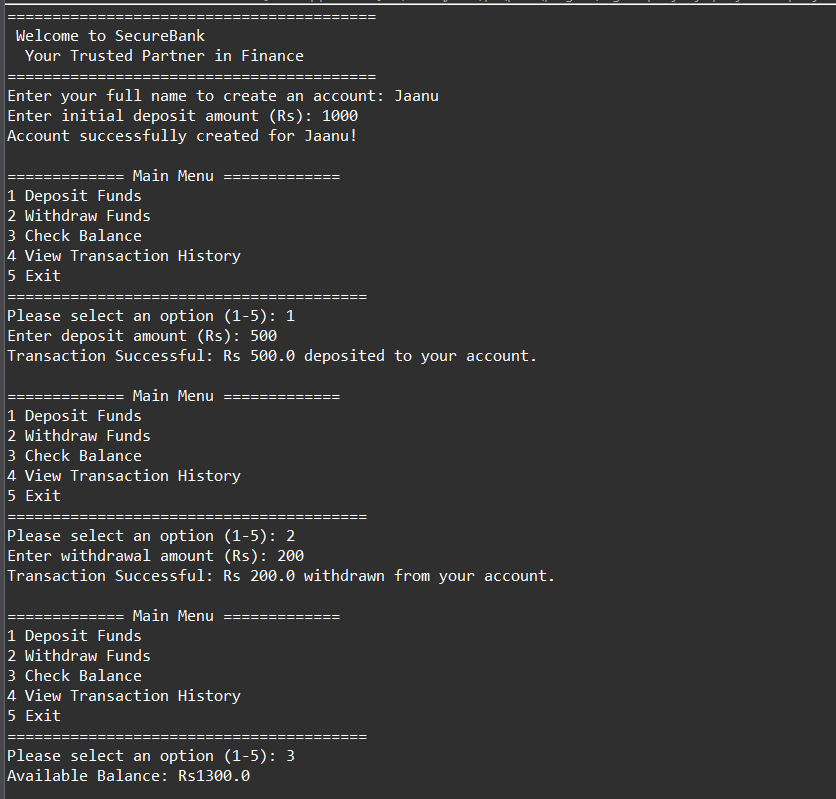 =========================================
Welcome to SecureBank
Your Trusted Partner in Finance
=========================================
Enter your full name to create an account: Jaanu
Enter initial deposit amount (Rs): 1000
Account successfully created for Jaanu!
============= Main Menu =============
1 Deposit Funds
2 Withdraw Funds
3 Check Balance
4 View Transaction History
5 Exit
========================================
Please select an option (1-5): 1
Enter deposit amount (Rs): 500
Transaction Successful: Rs 500.0 deposited to your account.
============= Main Menu =============
1 Deposit Funds
2 Withdraw Funds
3 Check Balance
4 View Transaction History
5 Exit
========================================
Please select an option (1-5): 2
Enter withdrawal amount (Rs): 200
Transaction Successful: Rs 200.0 withdrawn from your account.
============= Main Menu =============
1 Deposit Funds
2 Withdraw Funds
3 Check Balance
4 View Transaction History
5 Exit
========================================
Please select an option (1-5): 3
Available Balance: Rs1300.0